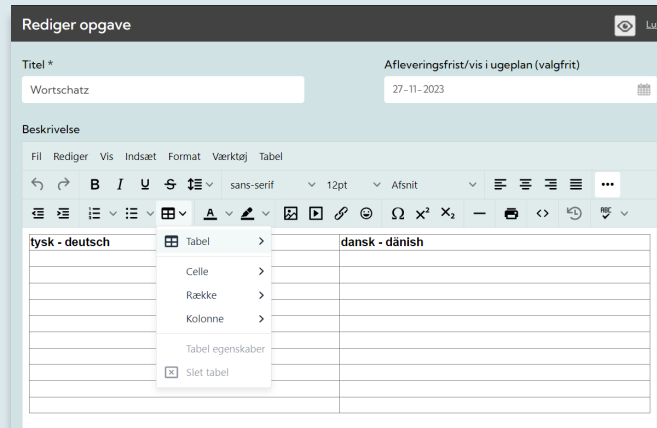 Rediger opgave
Lu
Titel *
Afleveringsfrist/vis i ugeplan (valgfrit)
Wortschatz
27-11-2023
Beskrivelse
Fil Rediger Vis Indsæt Format Værktøj Tabel
B I U S sans-serif 12pt Afsnit
A Ω x² X₂ ABC
tysk - deutsch
dansk - dänish
Tabel
Celle
Række
Kolonne
Tabel egenskaber
Slet tabel